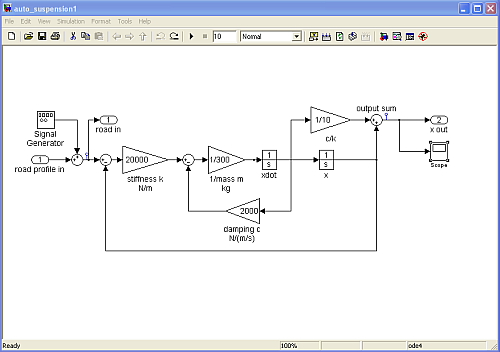 auto_suspension1
File Edit View Simulation Format Tools Help
10
Normal
output sum
1/10
c/k
1
road in
2
x out
Signal
Generator
1
road profile in
20000
stiffness k
N/m
1/300
1/mass m
kg
1
s
xdot
1
s
x
Scope
2000
damping c
N/(m/s)
Ready
100%
ode4